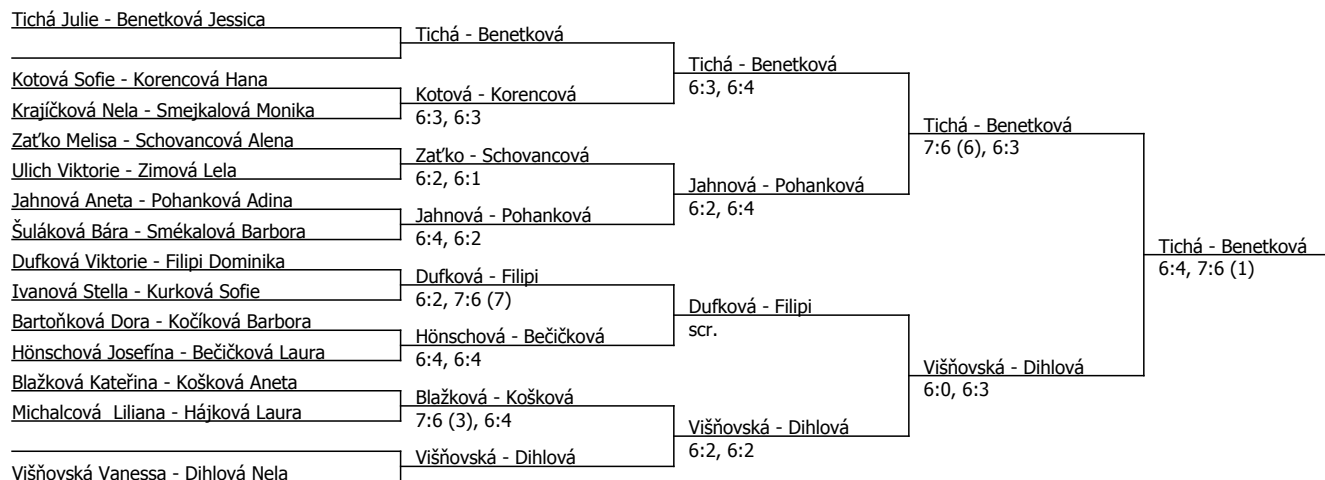 Tichá Julie - Benetková Jessica
Kotová Sofie - Korencová Hana
Krajíčková Nela - Smejkalová Monika
Zaťko Melisa - Schovancová Alena
Ulich Viktorie - Zimová Lela
Jahnová Aneta - Pohanková Adina
Šuláková Bára - Smékalová Barbora
Dufková Viktorie - Filipi Dominika
Ivanová Stella - Kurková Sofie
Bartoňková Dora - Kočíková Barbora
Hönschová Josefína - Bečičková Laura
Blažková Kateřina - Košková Aneta
Michalcová  Liliana - Hájková Laura
Višňovská Vanessa - Dihlová Nela
Tichá - Benetková
Kotová - Korencová
6:3, 6:3
Zaťko - Schovancová
6:2, 6:1
Jahnová - Pohanková
6:4, 6:2
Dufková - Filipi
6:2, 7:6 (7)
Hönschová - Bečičková
6:4, 6:4
Blažková - Košková
7:6 (3), 6:4
Višňovská - Dihlová
Tichá - Benetková
6:3, 6:4
Jahnová - Pohanková
6:2, 6:4
Dufková - Filipi
scr.
Višňovská - Dihlová
6:2, 6:2
Tichá - Benetková
7:6 (6), 6:3
Višňovská - Dihlová
6:0, 6:3
Tichá - Benetková
6:4, 7:6 (1)